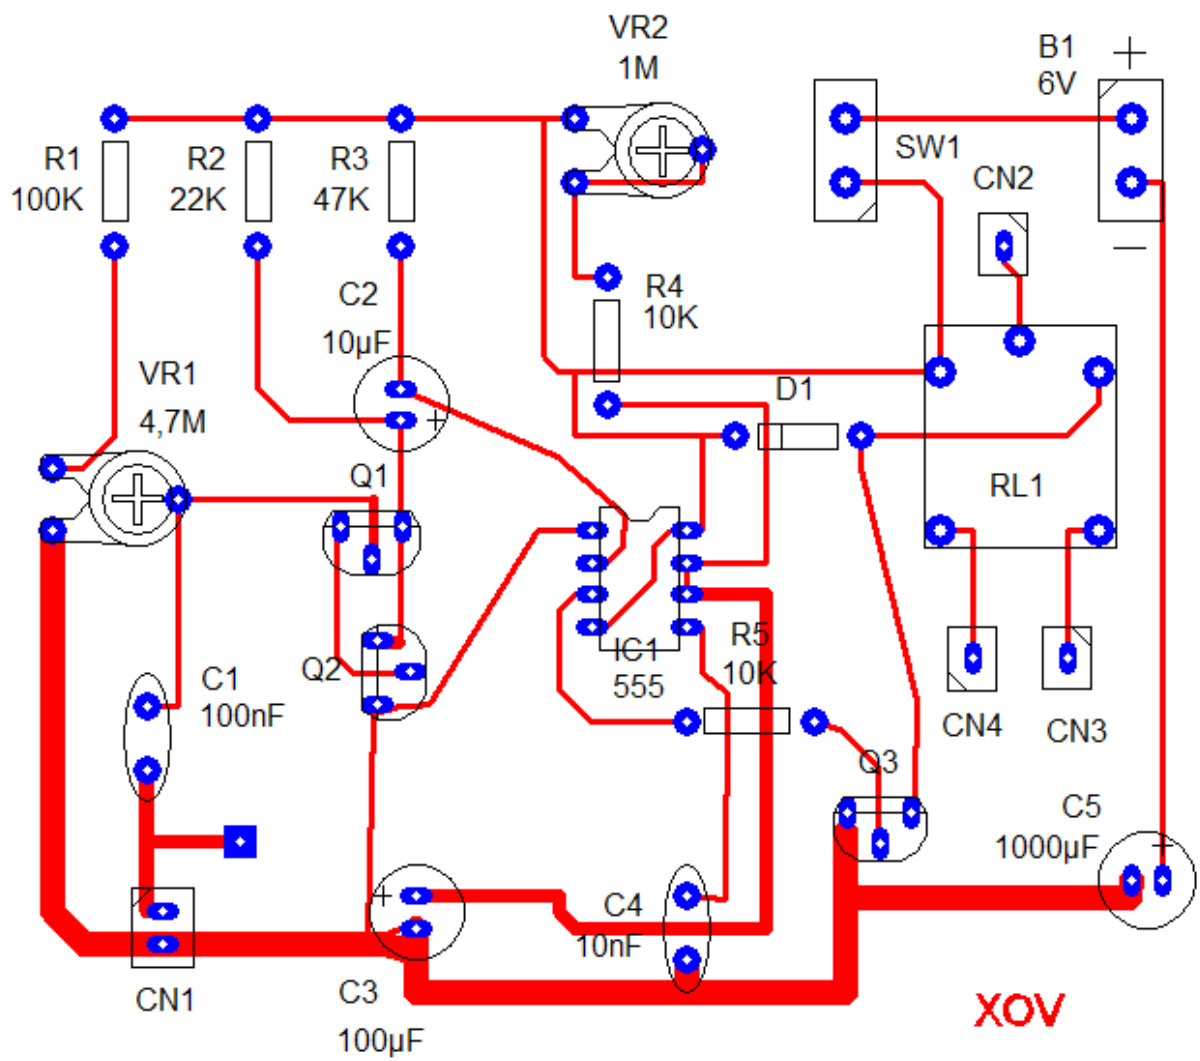 VR2
1M
B1 +
6V
SW1
CN2
R1
100K
R2
22K
R3
47K
−
C2
10µF
R4
10K
VR1
4,7M
D1
+
Q1
RL1
IC1
555
R5
10K
Q2
C1
100nF
CN4
CN3
Q3
C5
1000µF
+
+
C4
10nF
CN1
C3
100µF
XOV